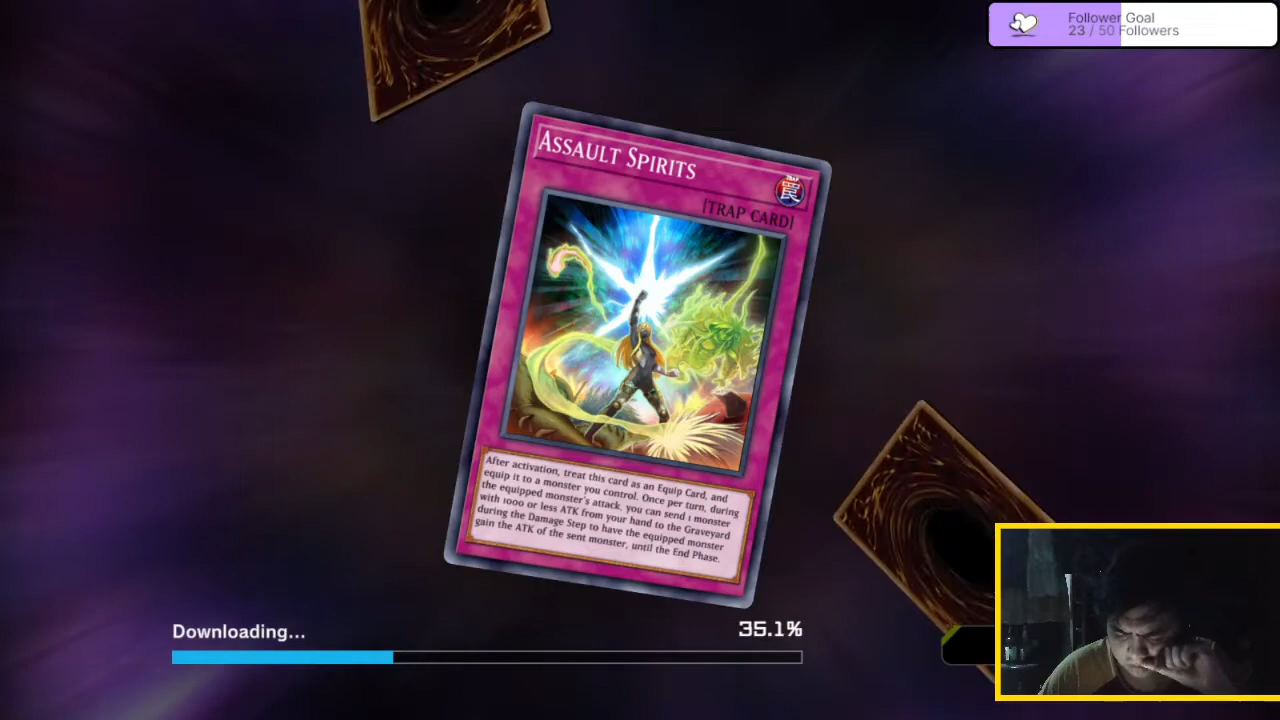 Follower Goal
23 / 50 Followers
ASSAULT SPIRITS
TRAP
罠
[TRAP CARD]
After activation, treat this card as an Equip Card, and
equip it to a monster you control. Once per turn, during
the equipped monster's attack, you can send 1 monster
with 1000 or less ATK from your hand to the Graveyard
during the Damage Step to have the equipped monster
gain the ATK of the sent monster, until the End Phase.
Downloading...
35.1%